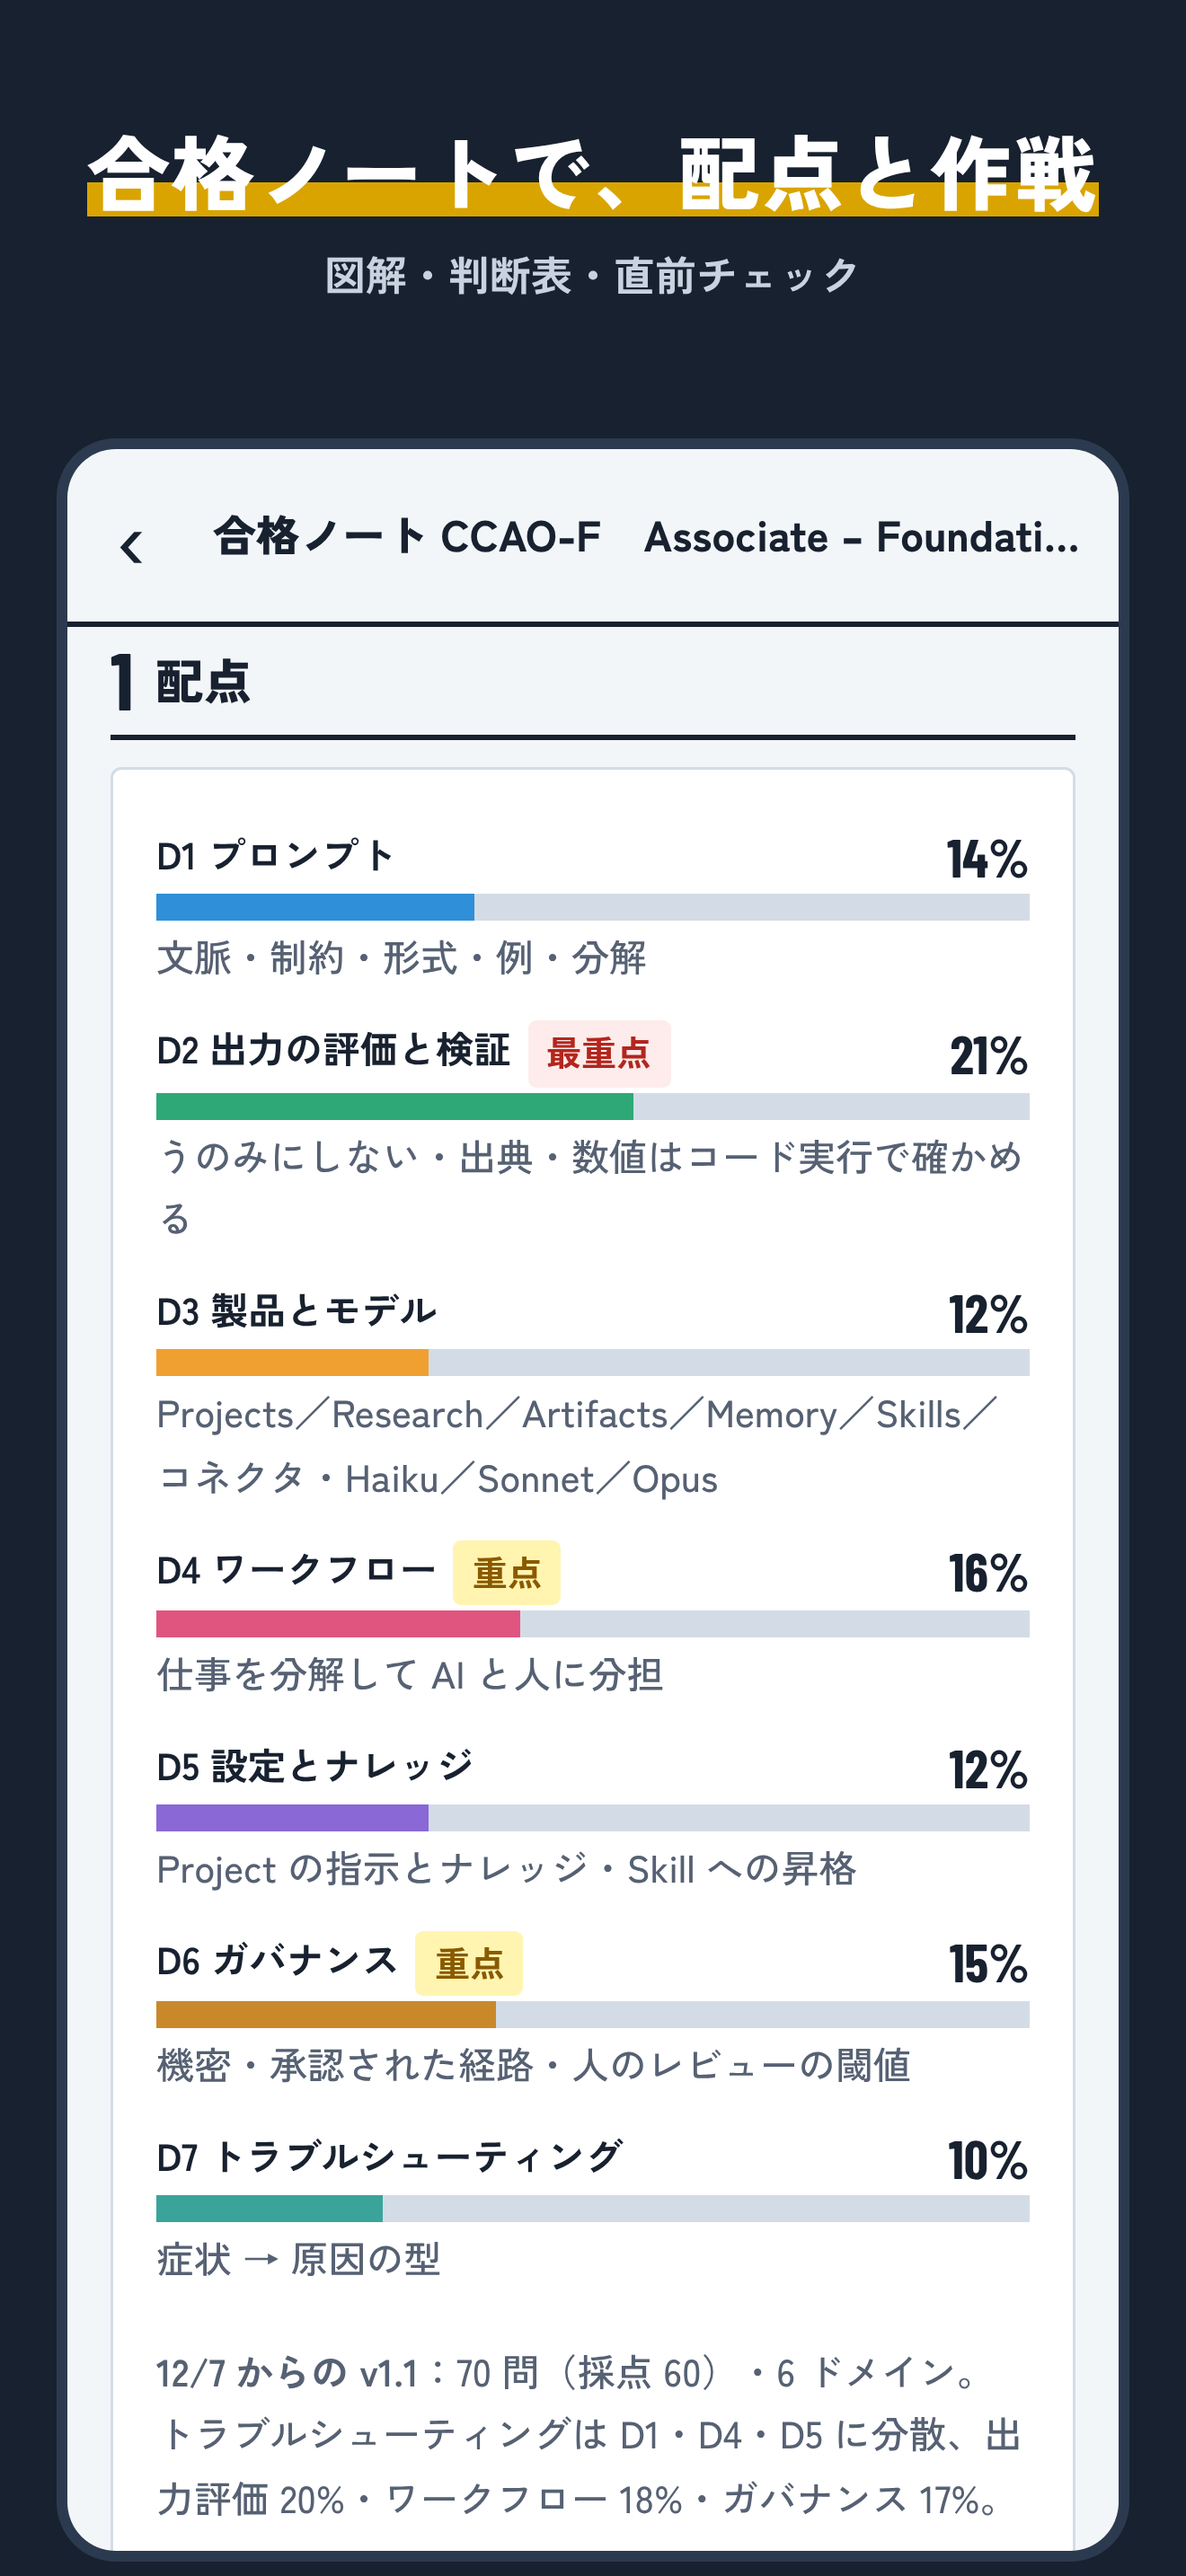 合格ノートで、配点と作戦
図解・判断表・直前チェック
‹ 合格ノート CCAO-F　Associate – Foundati...
1 配点
D1 プロンプト 14%
文脈・制約・形式・例・分解
D2 出力の評価と検証 最重点 21%
うのみにしない・出典・数値はコード実行で確かめ
る
D3 製品とモデル 12%
Projects／Research／Artifacts／Memory／Skills／
コネクタ・Haiku／Sonnet／Opus
D4 ワークフロー 重点 16%
仕事を分解して AI と人に分担
D5 設定とナレッジ 12%
Project の指示とナレッジ・Skill への昇格
D6 ガバナンス 重点 15%
機密・承認された経路・人のレビューの閾値
D7 トラブルシューティング 10%
症状 → 原因の型
12/7 からの v1.1：70 問（採点 60）・6 ドメイン。
トラブルシューティングは D1・D4・D5 に分散、出
力評価 20%・ワークフロー 18%・ガバナンス 17%。